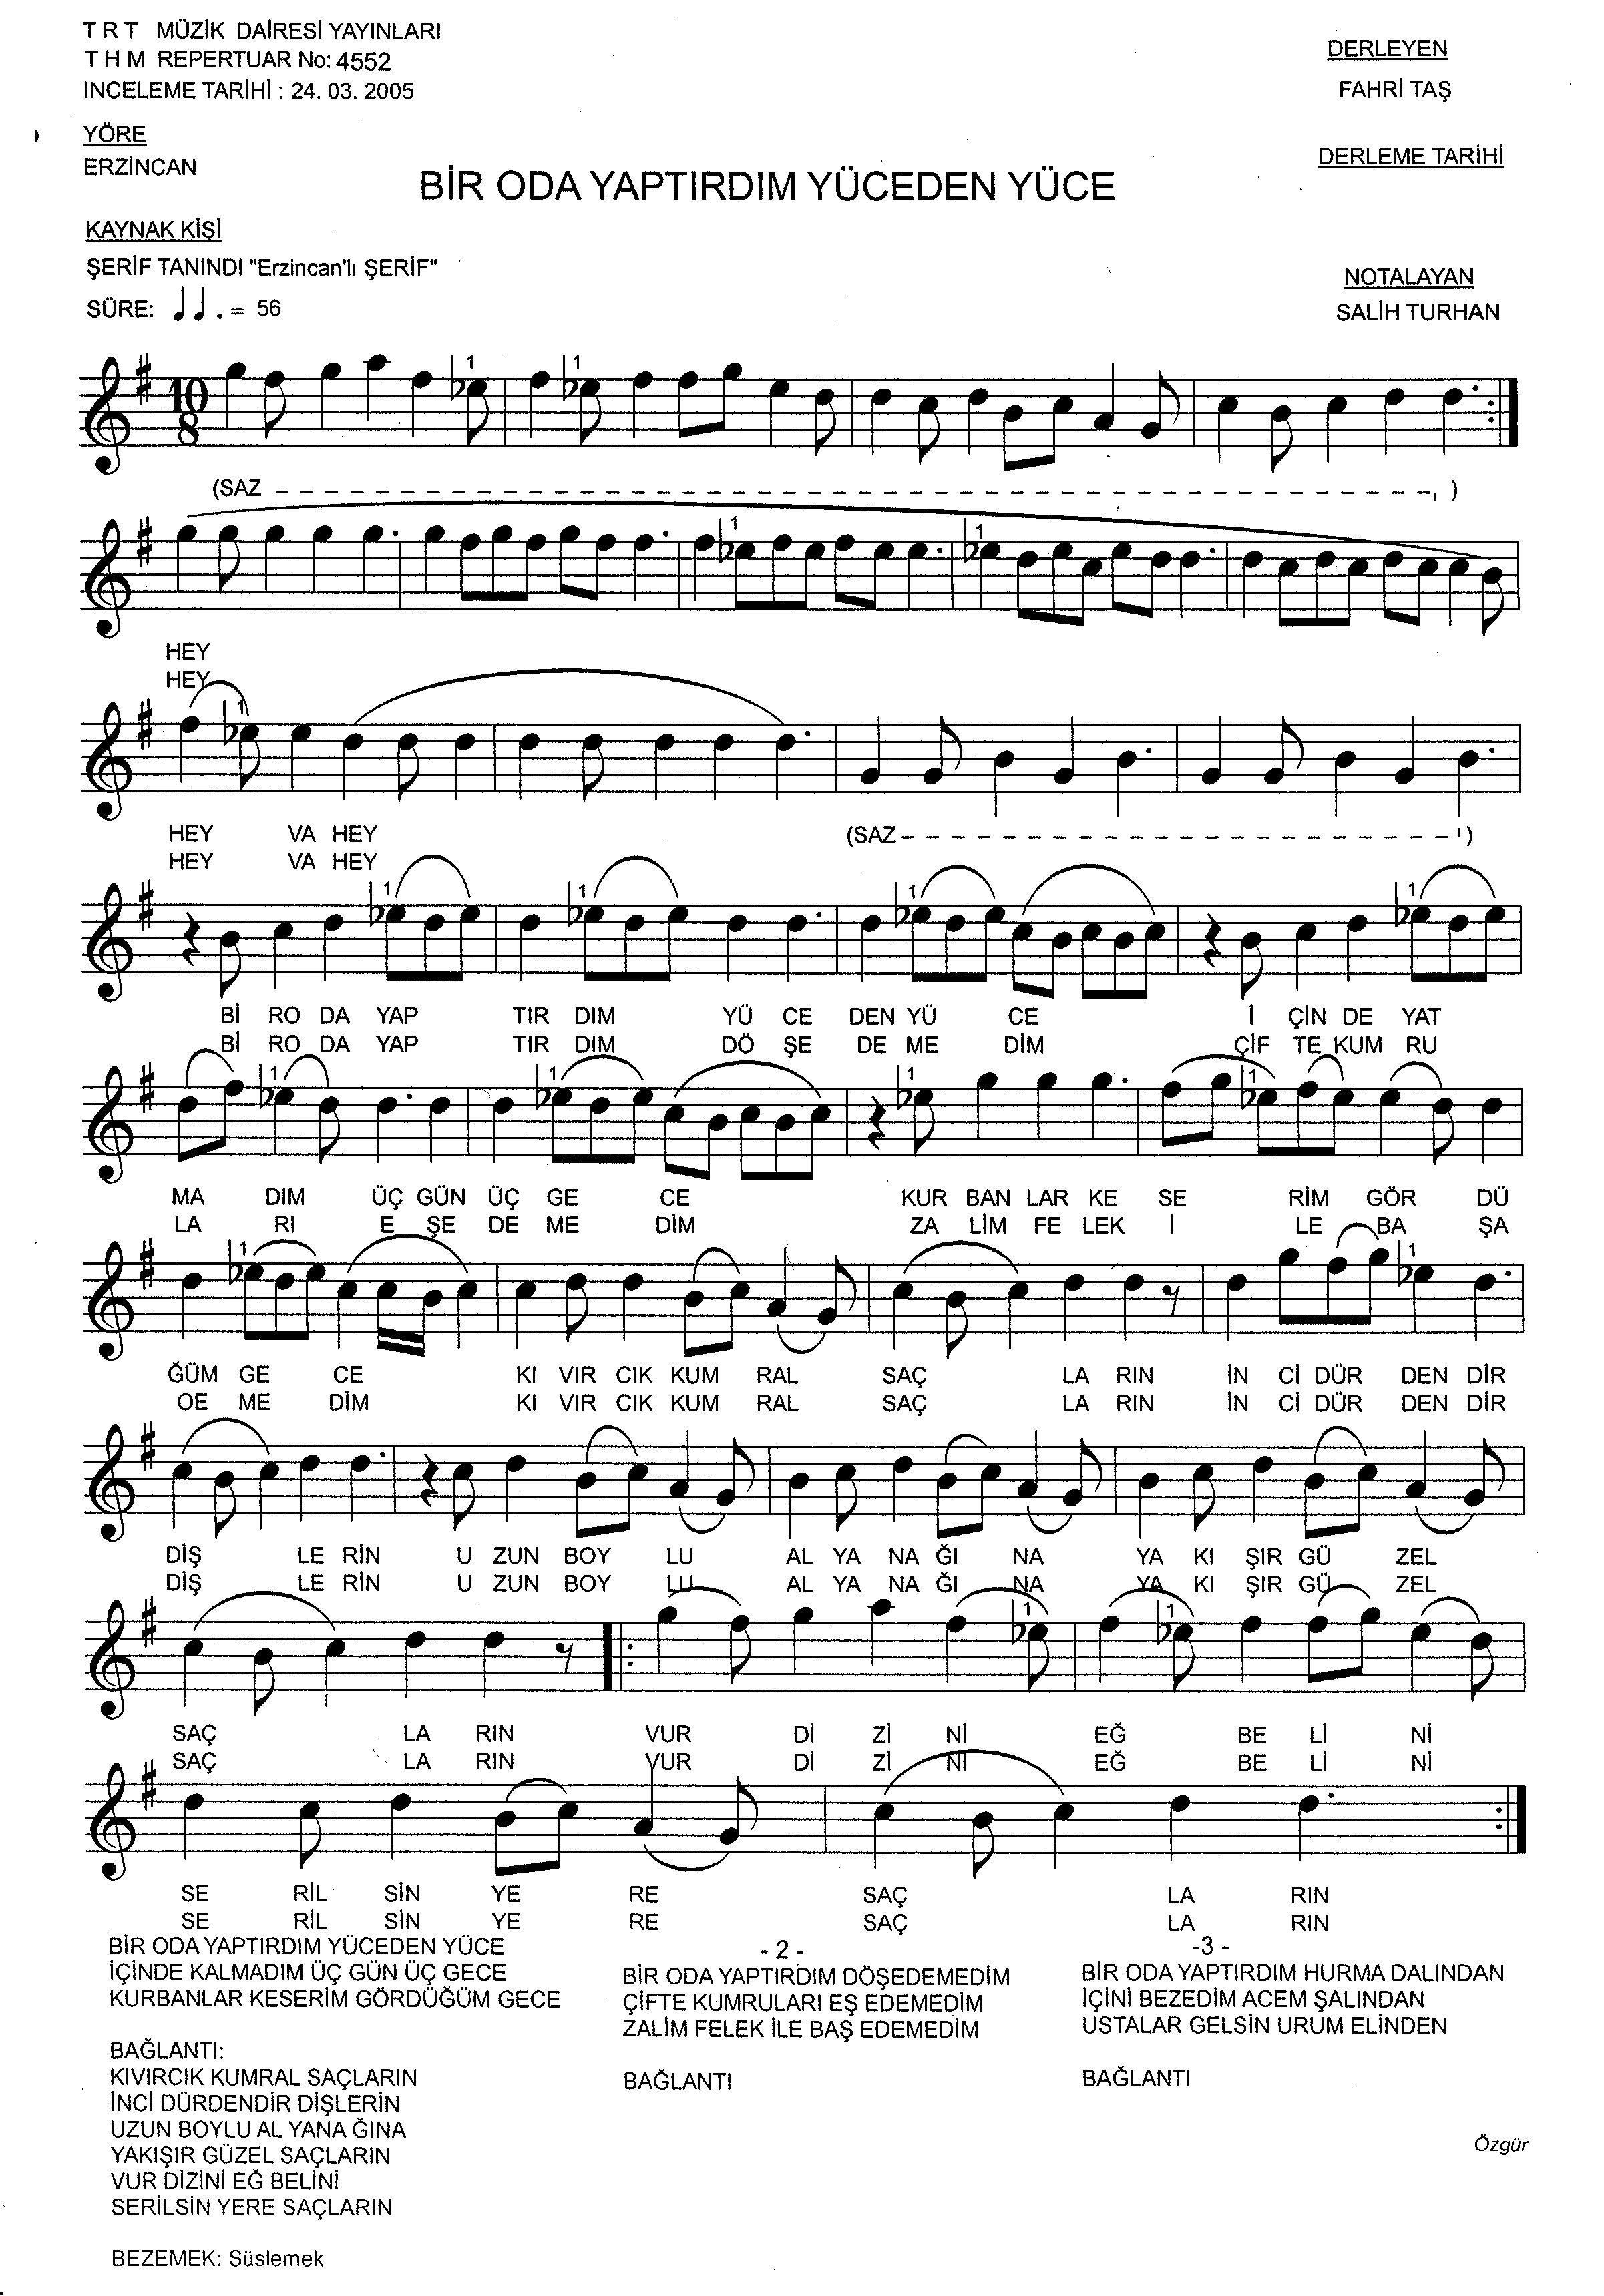 T R T MÜZİK DAİRESİ YAYINLARI
T H M REPERTUAR No: 4552
INCELEME TARİHİ : 24. 03. 2005
DERLEYEN
FAHRİ TAŞ
YÖRE
ERZİNCAN
DERLEME TARİHİ
BİR ODA YAPTIRDIM YÜCEDEN YÜCE
KAYNAK KİŞİ
ŞERİF TANINDI "Erzincan'lı ŞERİF"
NOTALAYAN
SALİH TURHAN
SÜRE: ♩♩. = 56
10
8
1 1
(SAZ )
1 1
HEY
HEY
1
HEY VA HEY (SAZ )
HEY VA HEY
1 1 1 1
Bİ RO DA YAP TIR DIM YÜ CE DEN YÜ CE İ ÇİN DE YAT
Bİ RO DA YAP TIR DIM DÖ ŞE DE ME DİM ÇİF TE KUM RU
1 1 1 1
MA DIM ÜÇ GÜN ÜÇ GE CE KUR BAN LAR KE SE RİM GÖR DÜ
LA RI E ŞE DE ME DİM ZA LİM FE LEK İ LE BA ŞA
1 1
ĞÜM GE CE KI VIR CIK KUM RAL SAÇ LA RIN İN Cİ DÜR DEN DİR
OE ME DİM KI VIR CIK KUM RAL SAÇ LA RIN İN Cİ DÜR DEN DİR
DİŞ LE RİN U ZUN BOY LU AL YA NA ĞI NA YA KI ŞIR GÜ ZEL
DİŞ LE RİN U ZUN BOY LU AL YA NA ĞI NA YA KI ŞIR GÜ ZEL
1 1
SAÇ LA RIN VUR Dİ Zİ Nİ EĞ BE Lİ Nİ
SAÇ LA RIN VUR Dİ Zİ Nİ EĞ BE Lİ Nİ
SE RİL SİN YE RE SAÇ LA RIN
SE RİL SİN YE RE SAÇ LA RIN
BİR ODA YAPTIRDIM YÜCEDEN YÜCE
İÇİNDE KALMADIM ÜÇ GÜN ÜÇ GECE
KURBANLAR KESERİM GÖRDÜĞÜM GECE
BAĞLANTI:
KIVIRCIK KUMRAL SAÇLARIN
İNCİ DÜRDENDİR DİŞLERİN
UZUN BOYLU AL YANA ĞINA
YAKIŞIR GÜZEL SAÇLARIN
VUR DİZİNİ EĞ BELİNİ
SERİLSİN YERE SAÇLARIN
BEZEMEK: Süslemek
- 2 -
BİR ODA YAPTIRDIM DÖŞEDEMEDİM
ÇİFTE KUMRULARI EŞ EDEMEDİM
ZALİM FELEK İLE BAŞ EDEMEDİM
BAĞLANTI
-3 -
BİR ODA YAPTIRDIM HURMA DALINDAN
İÇİNİ BEZEDİM ACEM ŞALINDAN
USTALAR GELSİN URUM ELİNDEN
BAĞLANTI
Özgür